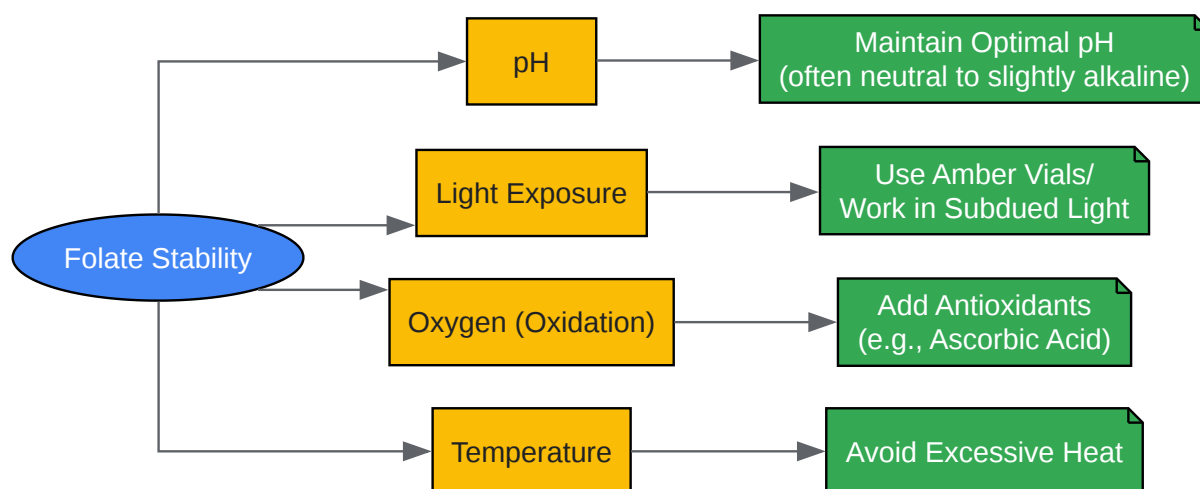 pH
Maintain Optimal pH
(often neutral to slightly alkaline)
Light Exposure
Use Amber Vials/
Work in Subdued Light
Folate Stability
Oxygen (Oxidation)
Add Antioxidants
(e.g., Ascorbic Acid)
Temperature
Avoid Excessive Heat